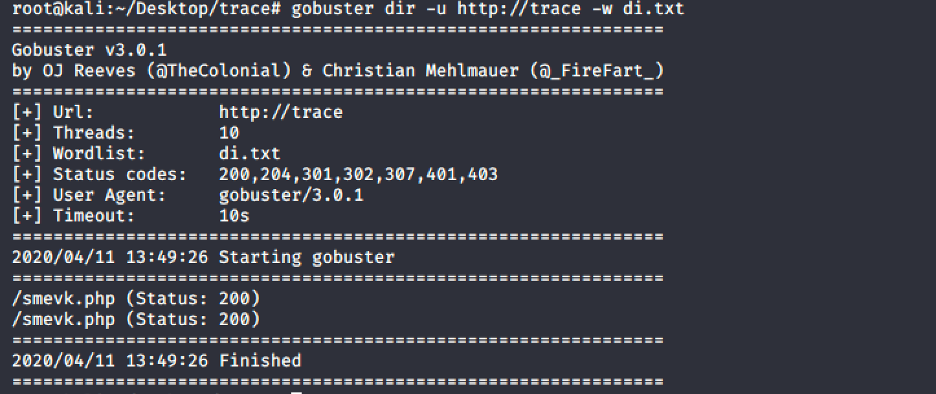 root@kali:~/Desktop/trace# gobuster dir -u http://trace -w di.txt
===============================================================
Gobuster v3.0.1
by OJ Reeves (@TheColonial) & Christian Mehlmauer (@_FireFart_)
===============================================================
[+] Url:            http://trace
[+] Threads:        10
[+] Wordlist:       di.txt
[+] Status codes:   200,204,301,302,307,401,403
[+] User Agent:     gobuster/3.0.1
[+] Timeout:        10s
===============================================================
2020/04/11 13:49:26 Starting gobuster
===============================================================
/smevk.php (Status: 200)
/smevk.php (Status: 200)
===============================================================
2020/04/11 13:49:26 Finished
===============================================================